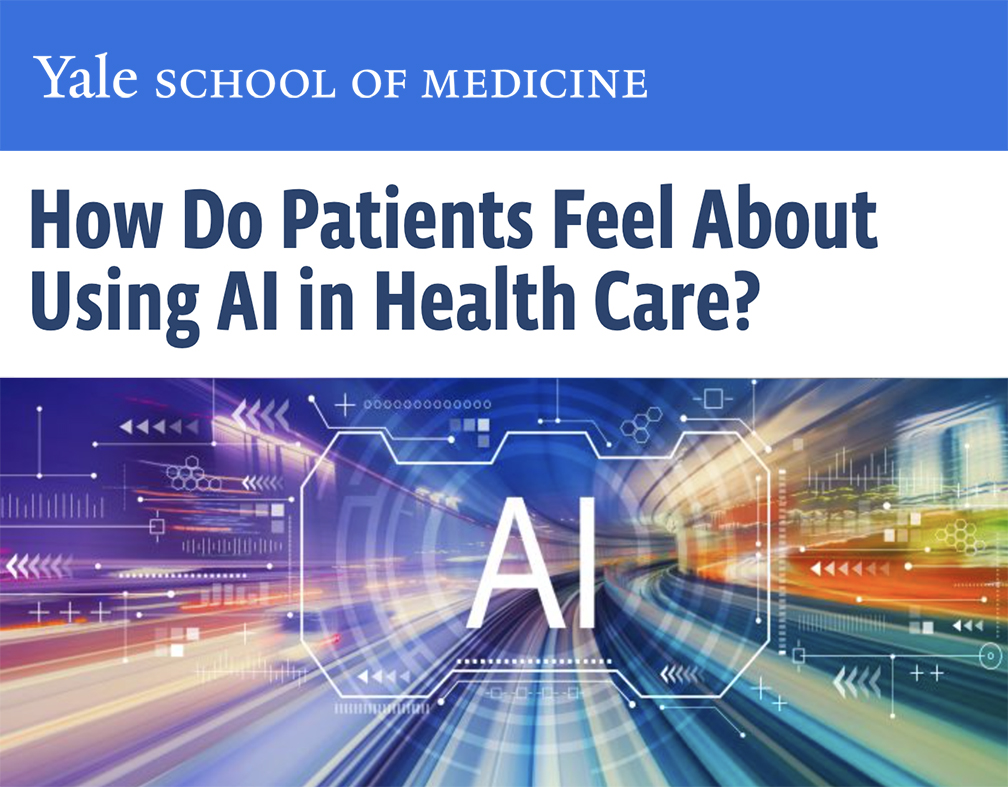 Yale SCHOOL OF MEDICINE
How Do Patients Feel About
Using AI in Health Care?
AI